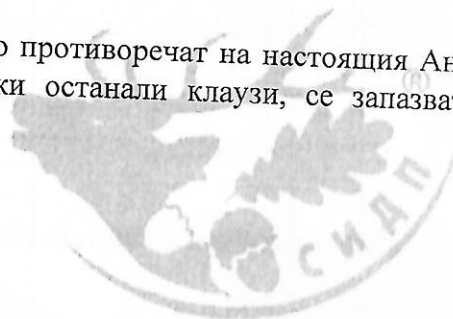 о противоречат на настоящия Ан
ки останали клаузи, се запазват
®
СИДП